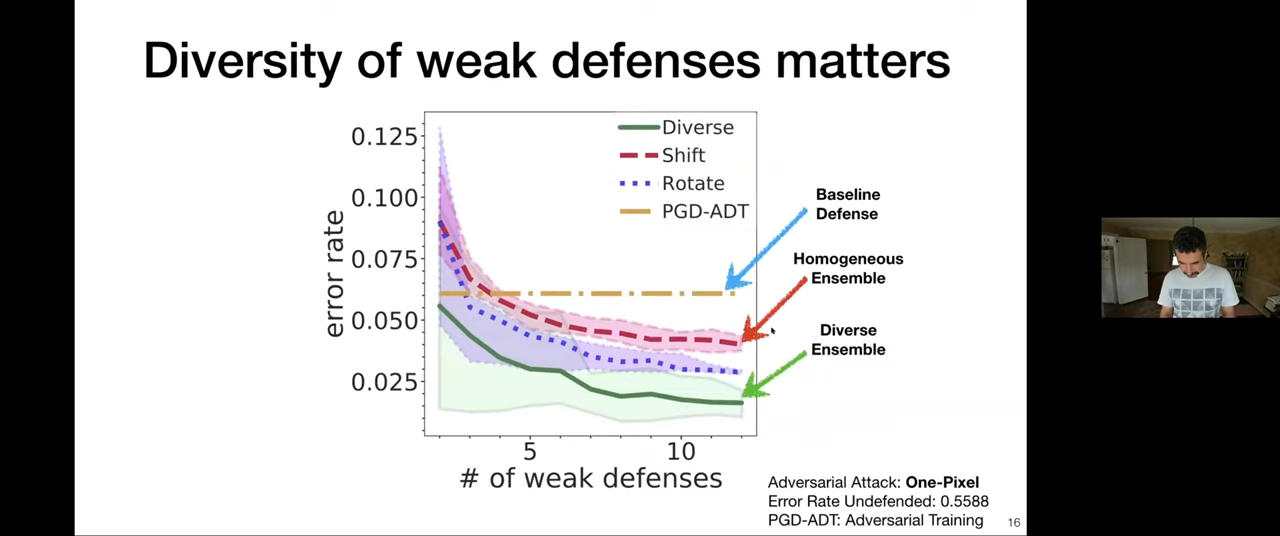 Diversity of weak defenses matters
0.125
0.100
0.075
0.050
0.025
error rate
Diverse
Shift
Rotate
PGD-ADT
5
10
# of weak defenses
Baseline
Defense
Homogeneous
Ensemble
Diverse
Ensemble
Adversarial Attack: One-Pixel
Error Rate Undefended: 0.5588
PGD-ADT: Adversarial Training
16